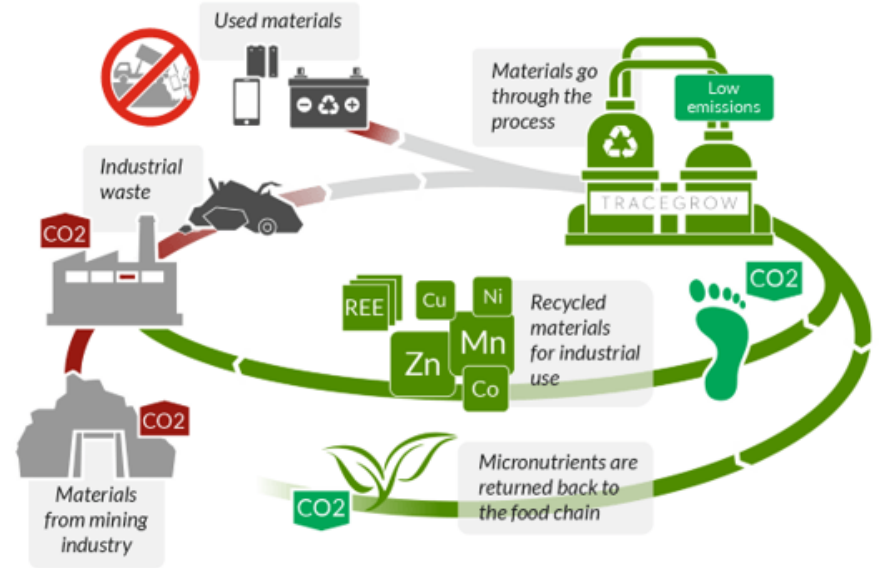 Used materials
Materials go
through the
process
Low
emissions
Industrial
waste
TRACEGROW
CO2
CO2
REE
Cu
Ni
Zn
Mn
Co
Recycled
materials
for industrial
use
CO2
Materials
from mining
industry
CO2
Micronutrients are
returned back to
the food chain